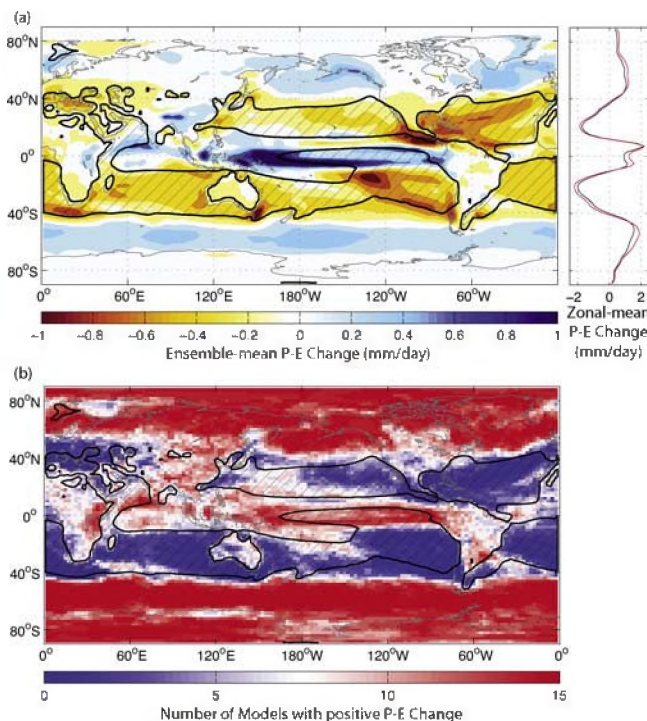 (a)
80°N
40°N
0°
40°S
80°S
0° 60°E 120°E 180°W 120°W 60°W
-1 -0.8 -0.6 -0.4 -0.2 0 0.2 0.4 0.6 0.8 1
Ensemble-mean P-E Change (mm/day)
-2 -1 0 1 2
Zonal-mean
P-E Change
(mm/day)
(b)
80°N
40°N
0°
40°S
80°S
0° 60°E 120°E 180°W 120°W 60°W 0°
0 5 10 15
Number of Models with positive P-E Change